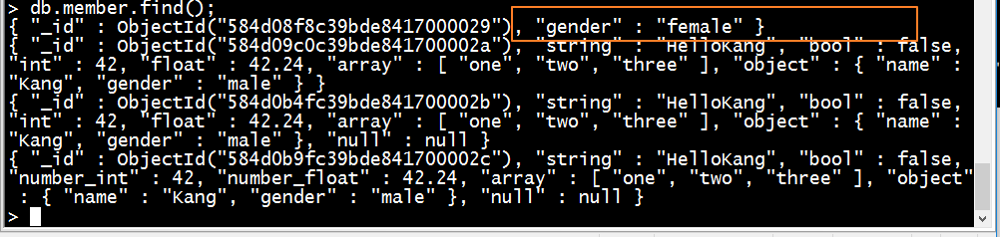 > db.member.find();
{ "_id" : ObjectId("584d08f8c39bde8417000029"), "gender" : "female" }
{ "_id" : ObjectId("584d09c0c39bde841700002a"), "string" : "HelloKang", "bool" : false,
"int" : 42, "float" : 42.24, "array" : [ "one", "two", "three" ], "object" : { "name" :
"Kang", "gender" : "male" } }
{ "_id" : ObjectId("584d0b4fc39bde841700002b"), "string" : "HelloKang", "bool" : false,
"int" : 42, "float" : 42.24, "array" : [ "one", "two", "three" ], "object" : { "name" :
"Kang", "gender" : "male" }, "null" : null }
{ "_id" : ObjectId("584d0b9fc39bde841700002c"), "string" : "HelloKang", "bool" : false,
"number_int" : 42, "number_float" : 42.24, "array" : [ "one", "two", "three" ], "object"
: { "name" : "Kang", "gender" : "male" }, "null" : null }
>